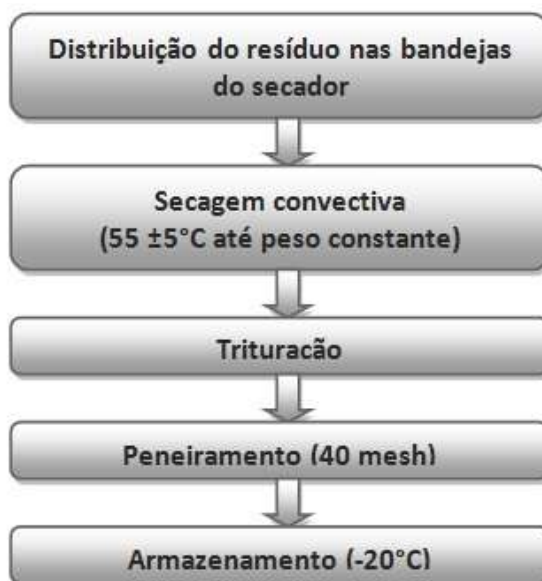 Distribuição do resíduo nas bandejas
do secador
Secagem convectiva
(55 ±5°C até peso constante)
Trituracão
Peneiramento (40 mesh)
Armazenamento (-20°C)